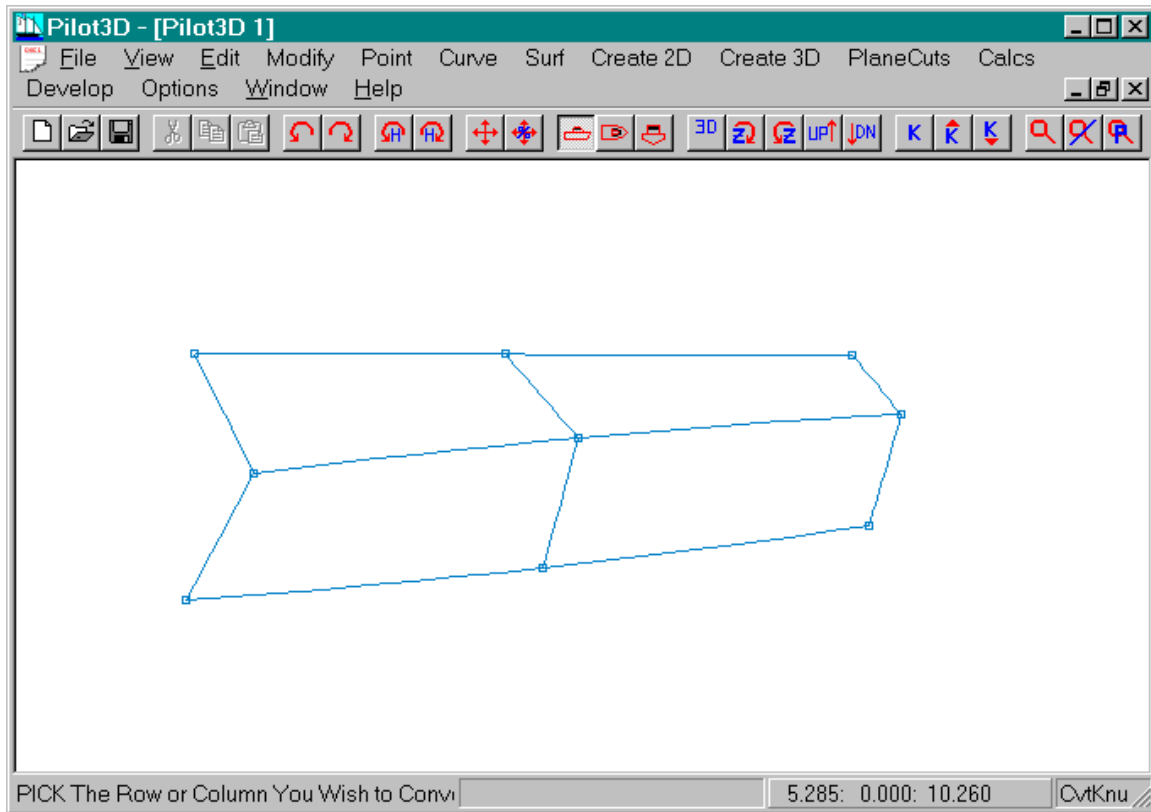 Pilot3D - [Pilot3D 1]
File View Edit Modify Point Curve Surf Create 2D Create 3D PlaneCuts Calcs
Develop Options Window Help
H H % 3D Z Z UP DN K K K P
PICK The Row or Column You Wish to Conv 5.285: 0.000: 10.260 CvtKnu